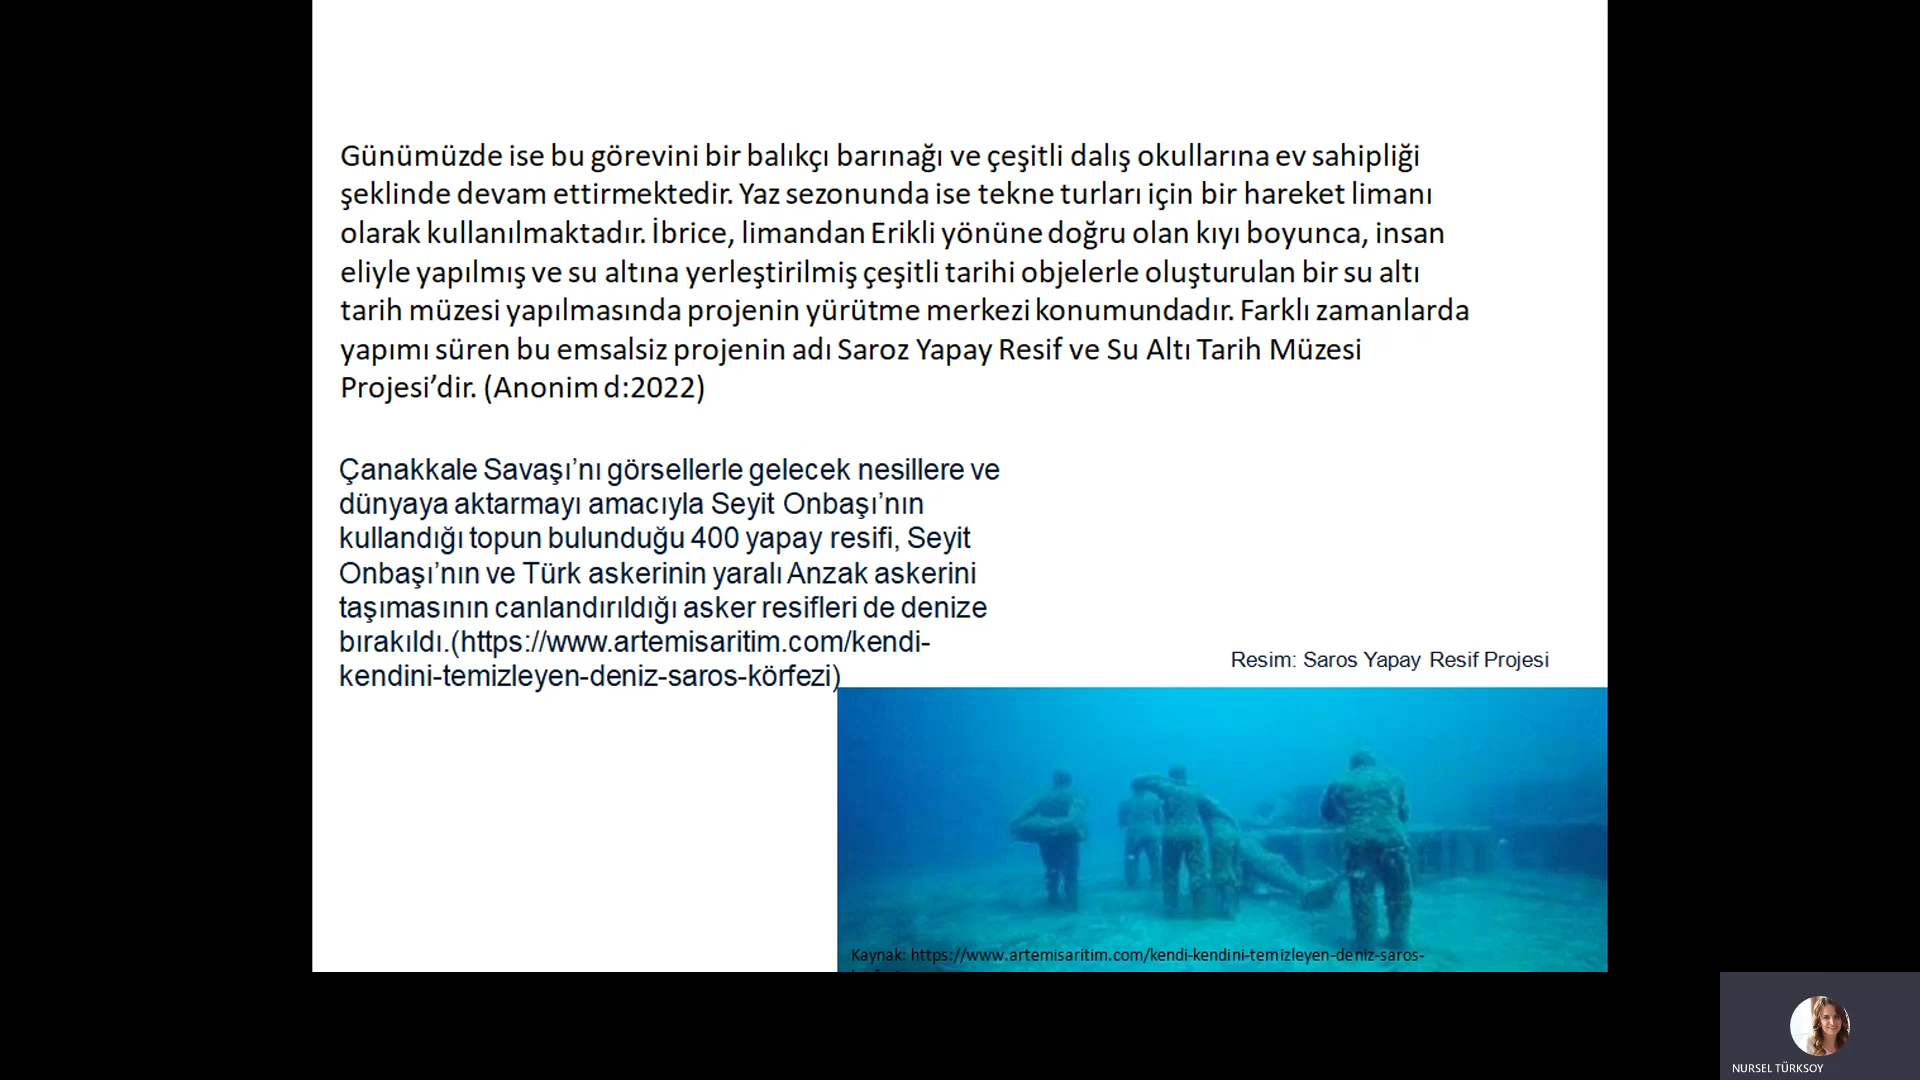 Günümüzde ise bu görevini bir balıkçı barınağı ve çeşitli dalış okullarına ev sahipliği
şeklinde devam ettirmektedir. Yaz sezonunda ise tekne turları için bir hareket limanı
olarak kullanılmaktadır. İbrice, limandan Erikli yönüne doğru olan kıyı boyunca, insan
eliyle yapılmış ve su altına yerleştirilmiş çeşitli tarihi objelerle oluşturulan bir su altı
tarih müzesi yapılmasında projenin yürütme merkezi konumundadır. Farklı zamanlarda
yapımı süren bu emsalsiz projenin adı Saroz Yapay Resif ve Su Altı Tarih Müzesi
Projesi’dir. (Anonim d:2022)
Çanakkale Savaşı’nı görsellerle gelecek nesillere ve
dünyaya aktarmayı amacıyla Seyit Onbaşı’nın
kullandığı topun bulunduğu 400 yapay resifi, Seyit
Onbaşı’nın ve Türk askerinin yaralı Anzak askerini
taşımasının canlandırıldığı asker resifleri de denize
bırakıldı.(https://www.artemisaritim.com/kendi-
kendini-temizleyen-deniz-saros-körfezi)
Resim: Saros Yapay Resif Projesi
Kaynak: https://www.artemisaritim.com/kendi-kendini-temizleyen-deniz-saros-
NURSEL TÜRKSOY